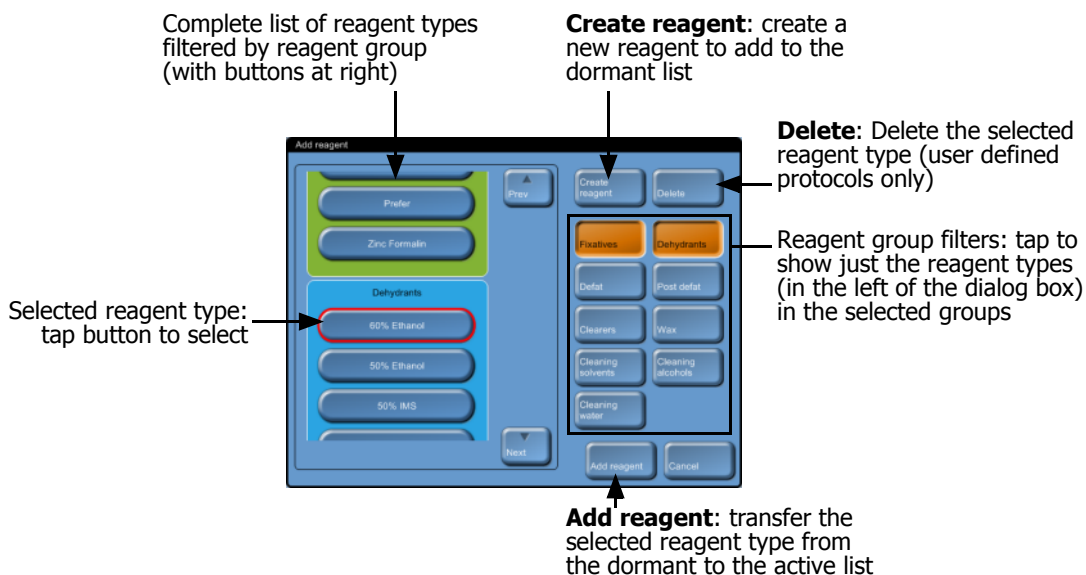 Complete list of reagent types
filtered by reagent group
(with buttons at right)
Create reagent: create a
new reagent to add to the
dormant list
Delete: Delete the selected
reagent type (user defined
protocols only)
Reagent group filters: tap to
show just the reagent types
(in the left of the dialog box)
in the selected groups
Selected reagent type:
tap button to select
Add reagent
Prefer
Zinc Formalin
Dehydrants
60% Ethanol
50% Ethanol
50% IMS
Prev
Next
Create
reagent
Delete
Fixatives
Dehydrants
Defat
Post defat
Clearers
Wax
Cleaning
solvents
Cleaning
alcohols
Cleaning
water
Add reagent
Cancel
Add reagent: transfer the
selected reagent type from
the dormant to the active list